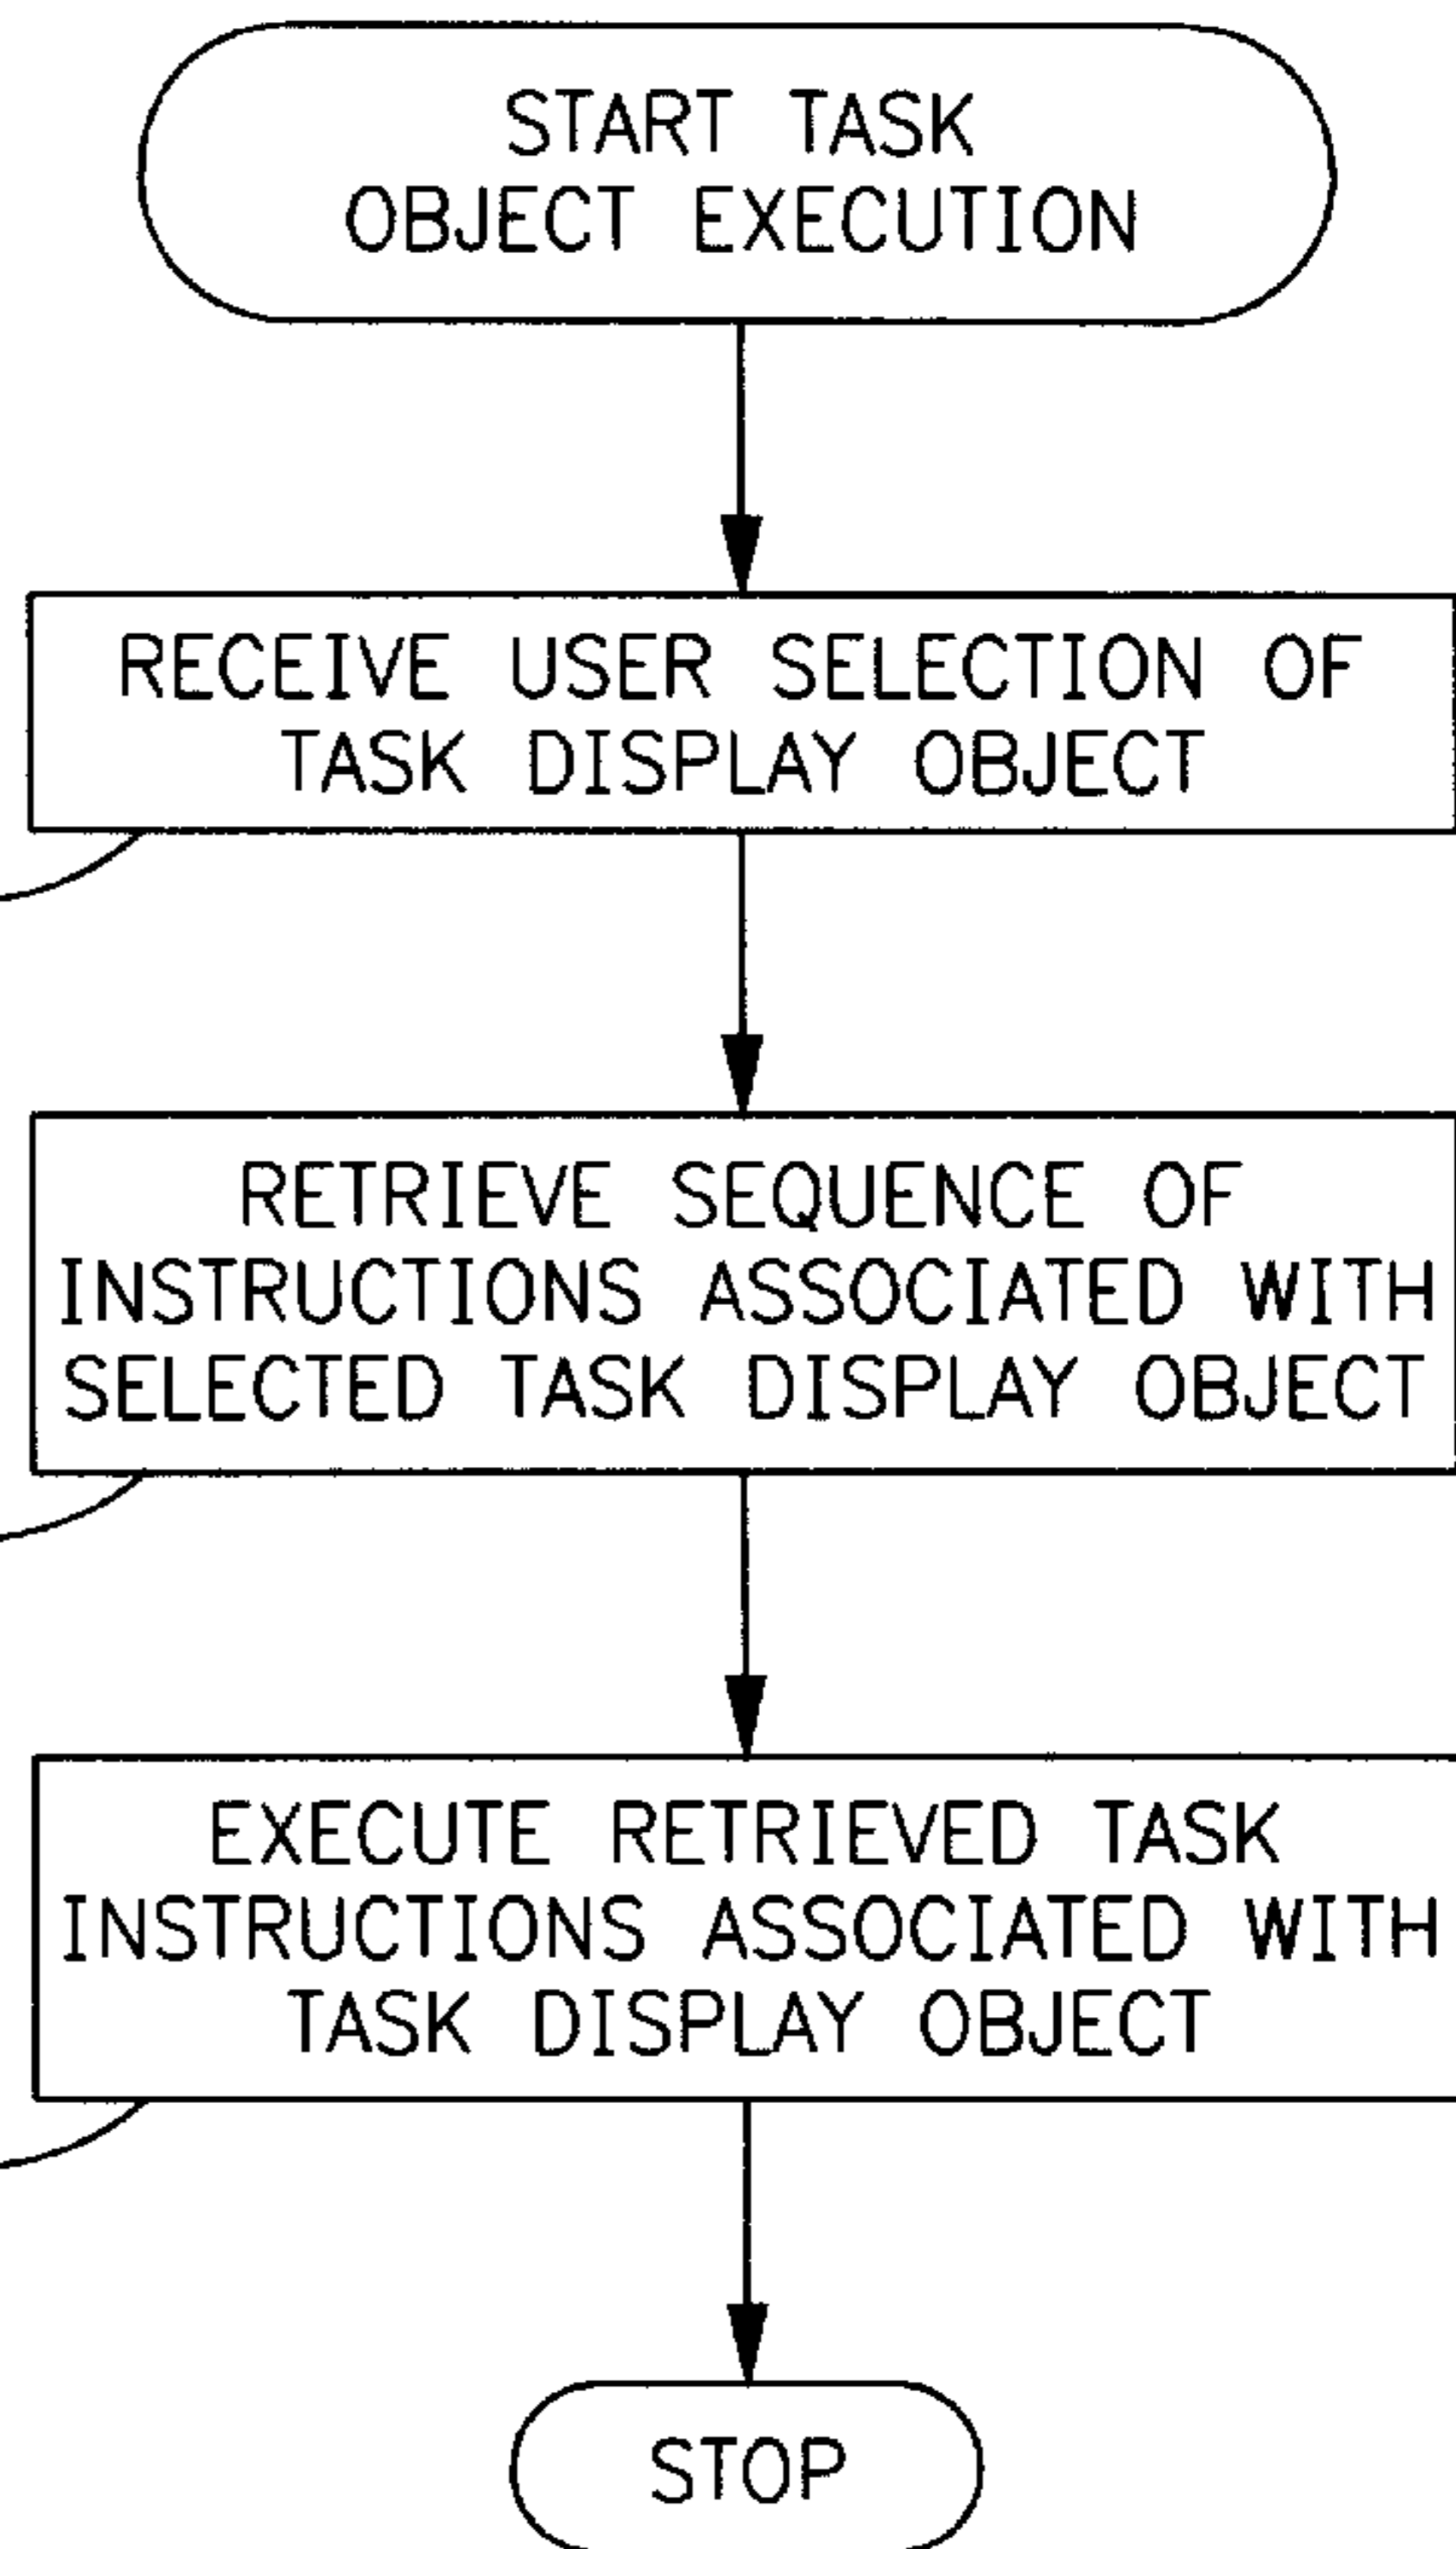 START TASK
OBJECT EXECUTION
RECEIVE USER SELECTION OF
TASK DISPLAY OBJECT
RETRIEVE SEQUENCE OF
INSTRUCTIONS ASSOCIATED WITH
SELECTED TASK DISPLAY OBJECT
EXECUTE RETRIEVED TASK
INSTRUCTIONS ASSOCIATED WITH
TASK DISPLAY OBJECT
STOP